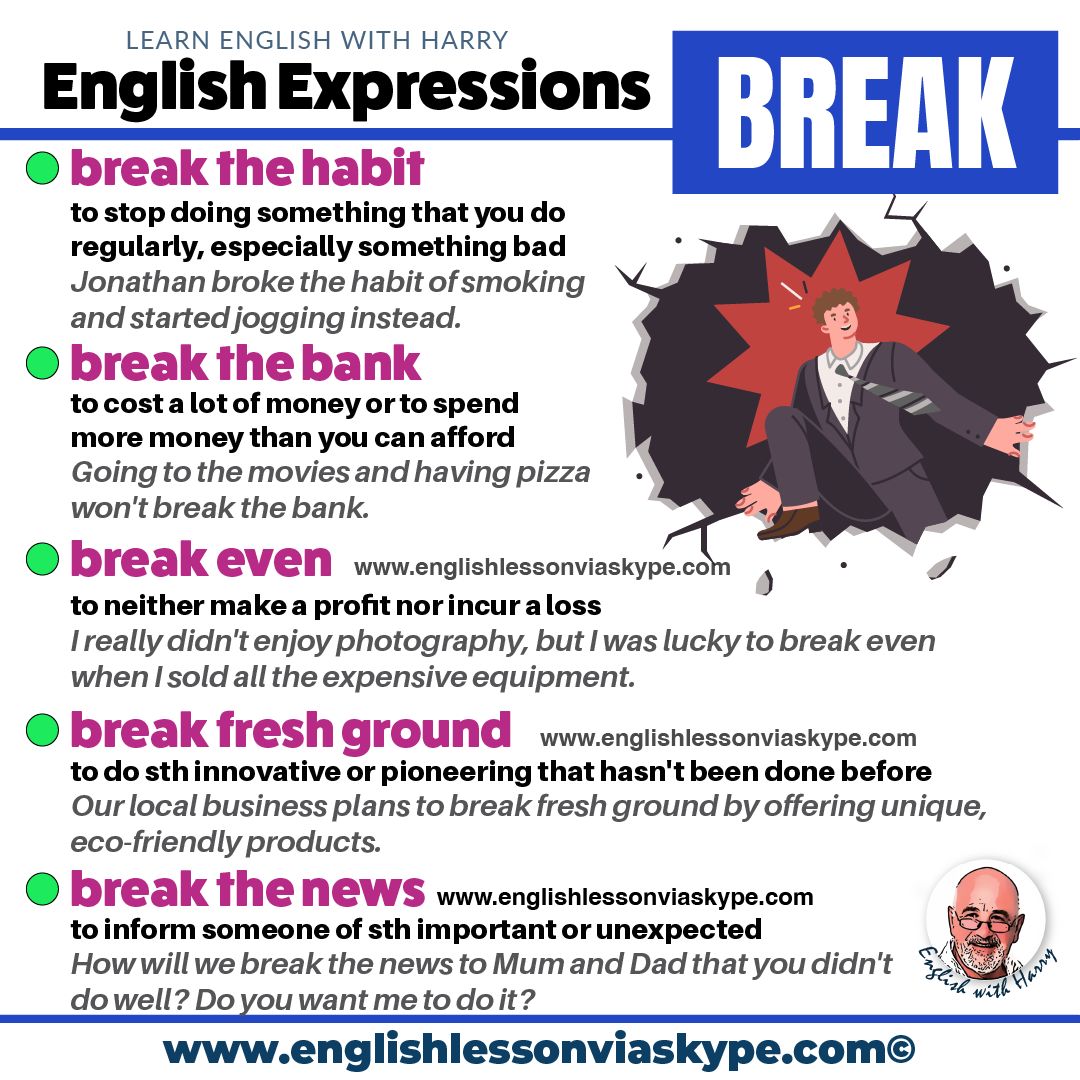 LEARN ENGLISH WITH HARRY
English Expressions
BREAK
break the habit
to stop doing something that you do
regularly, especially something bad
Jonathan broke the habit of smoking
and started jogging instead.
break the bank
to cost a lot of money or to spend
more money than you can afford
Going to the movies and having pizza
won't break the bank.
break even www.englishlessonviaskype.com
to neither make a profit nor incur a loss
I really didn't enjoy photography, but I was lucky to break even
when I sold all the expensive equipment.
break fresh ground www.englishlessonviaskype.com
to do sth innovative or pioneering that hasn't been done before
Our local business plans to break fresh ground by offering unique,
eco-friendly products.
break the news www.englishlessonviaskype.com
to inform someone of sth important or unexpected
How will we break the news to Mum and Dad that you didn't
do well? Do you want me to do it?
English with Harry
www.englishlessonviaskype.com©